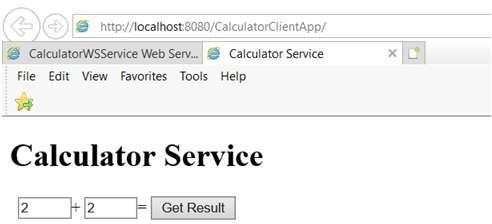 http://localhost:8080/CalculatorClientApp/
CalculatorWSService Web Serv... Calculator Service
File Edit View Favorites Tools Help
Calculator Service
2 + 2 = Get Result